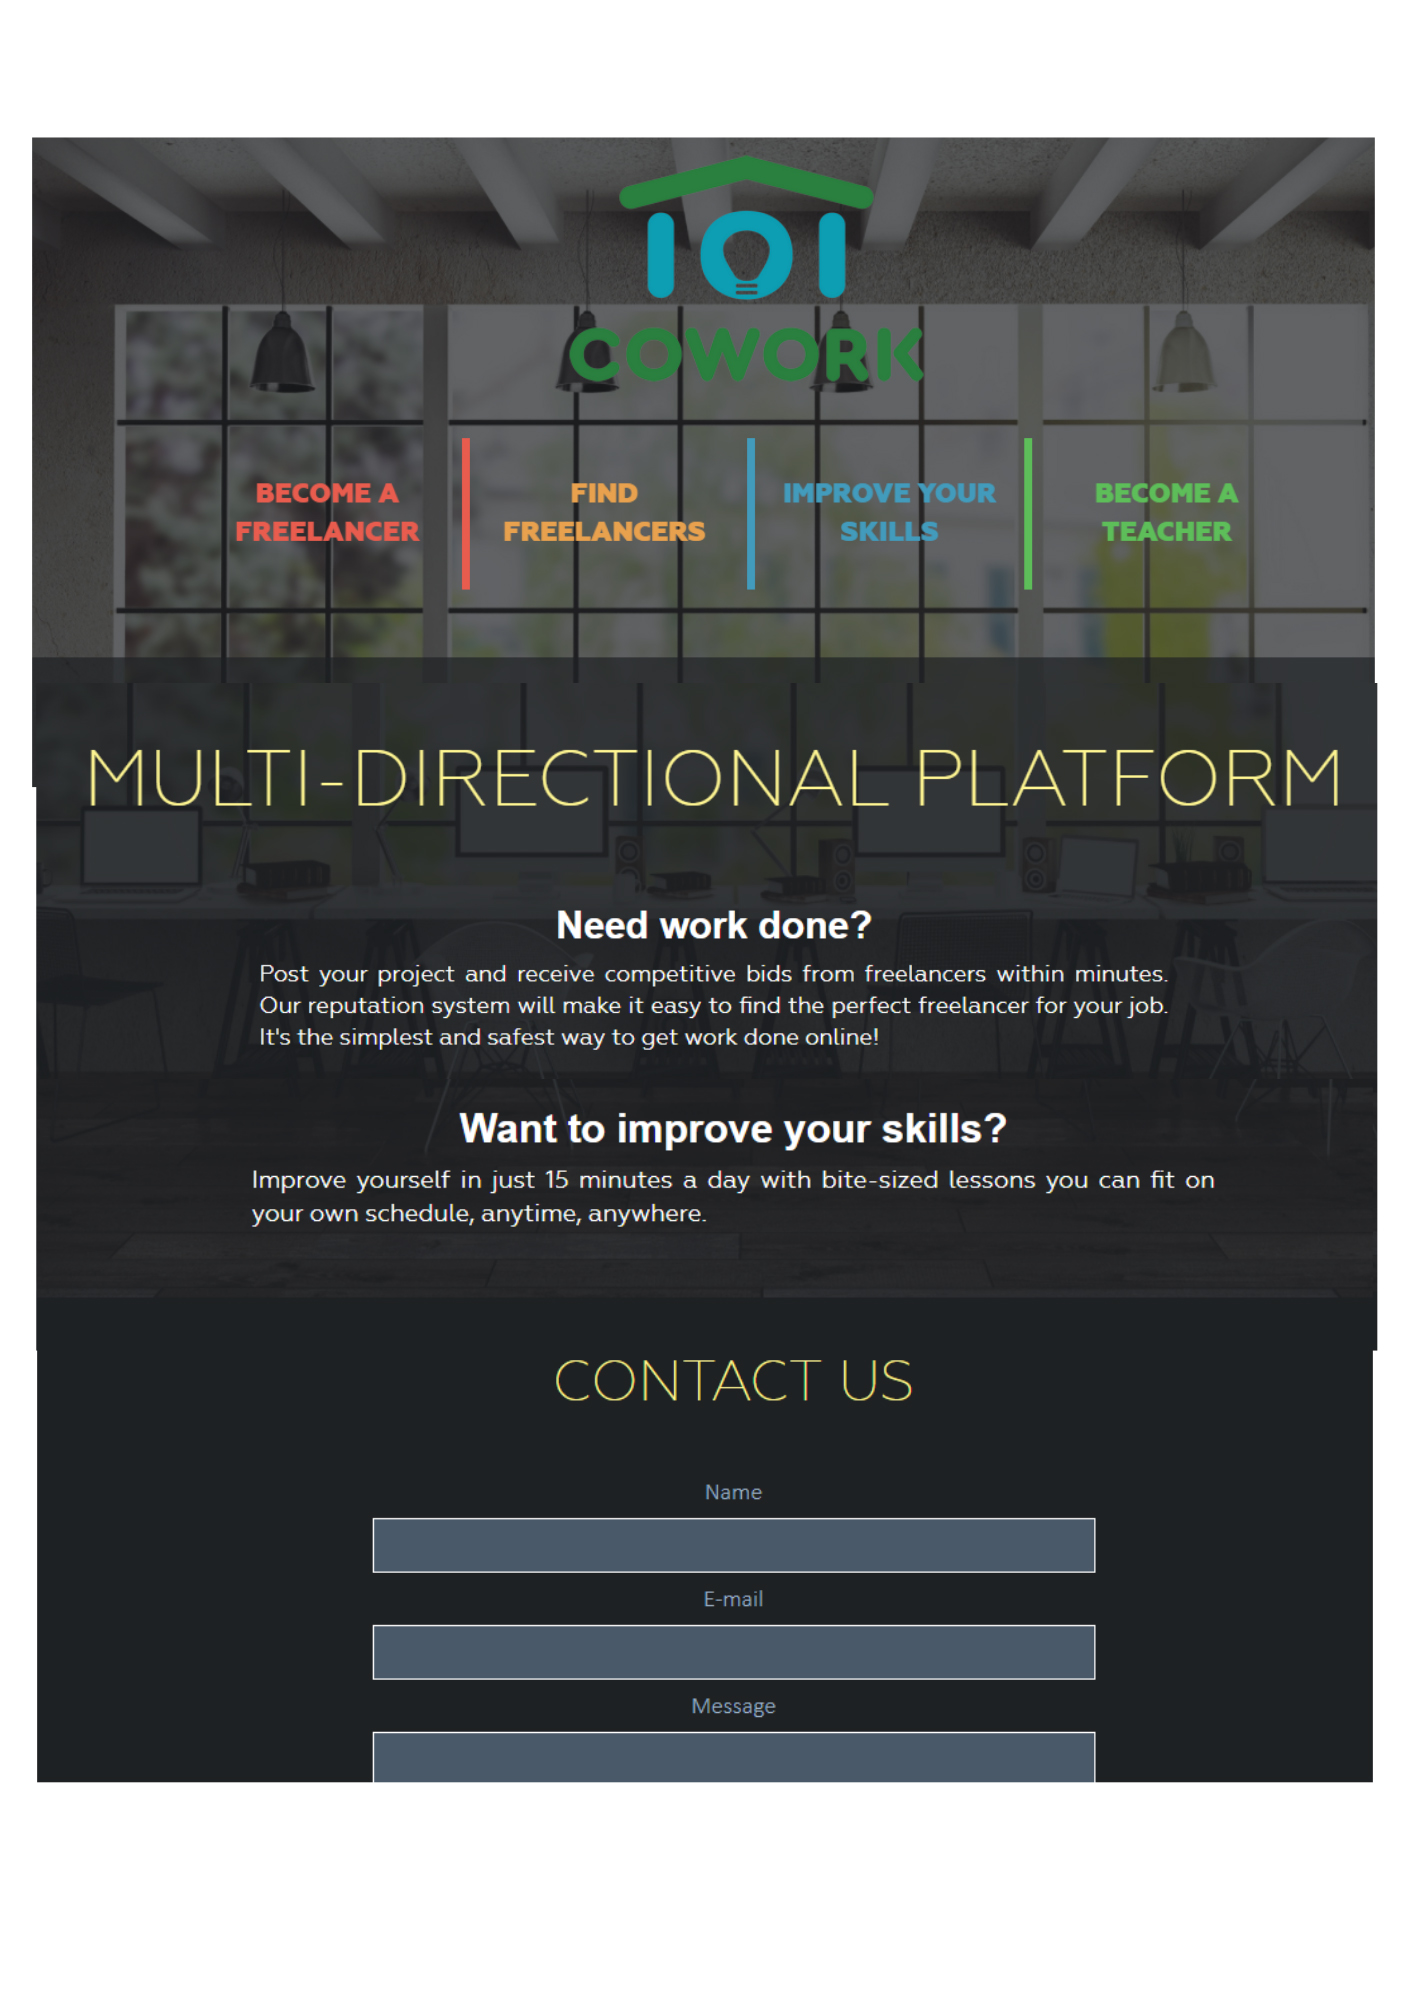 101
COWORK
BECOME A
FREELANCER
FIND
FREELANCERS
IMPROVE YOUR
SKILLS
BECOME A
TEACHER
MULTI-DIRECTIONAL PLATFORM
Need work done?
Post your project and receive competitive bids from freelancers within minutes.
Our reputation system will make it easy to find the perfect freelancer for your job.
It's the simplest and safest way to get work done online!
Want to improve your skills?
Improve yourself in just 15 minutes a day with bite-sized lessons you can fit on
your own schedule, anytime, anywhere.
CONTACT US
Name
E-mail
Message